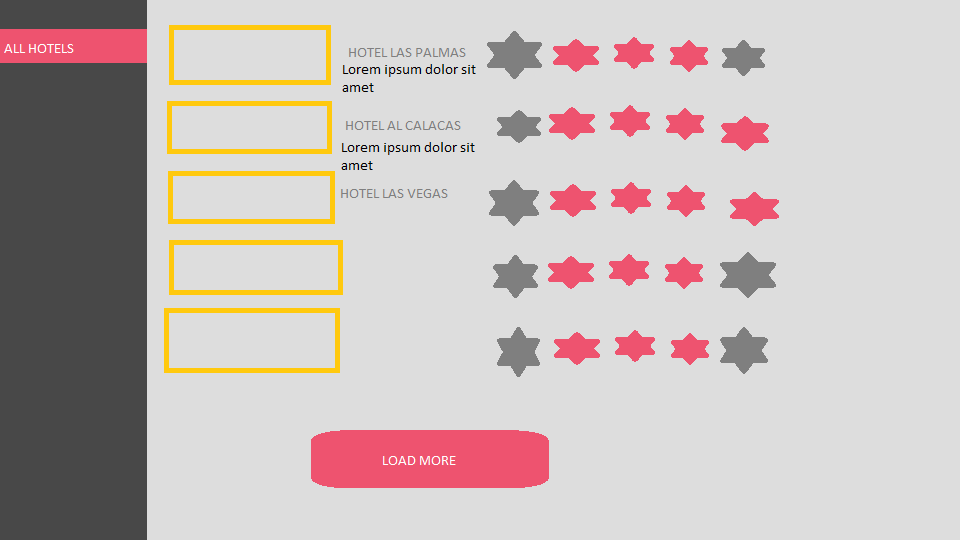 ALL HOTELS
HOTEL LAS PALMAS
Lorem ipsum dolor sit
amet
HOTEL AL CALACAS
Lorem ipsum dolor sit
amet
HOTEL LAS VEGAS
LOAD MORE